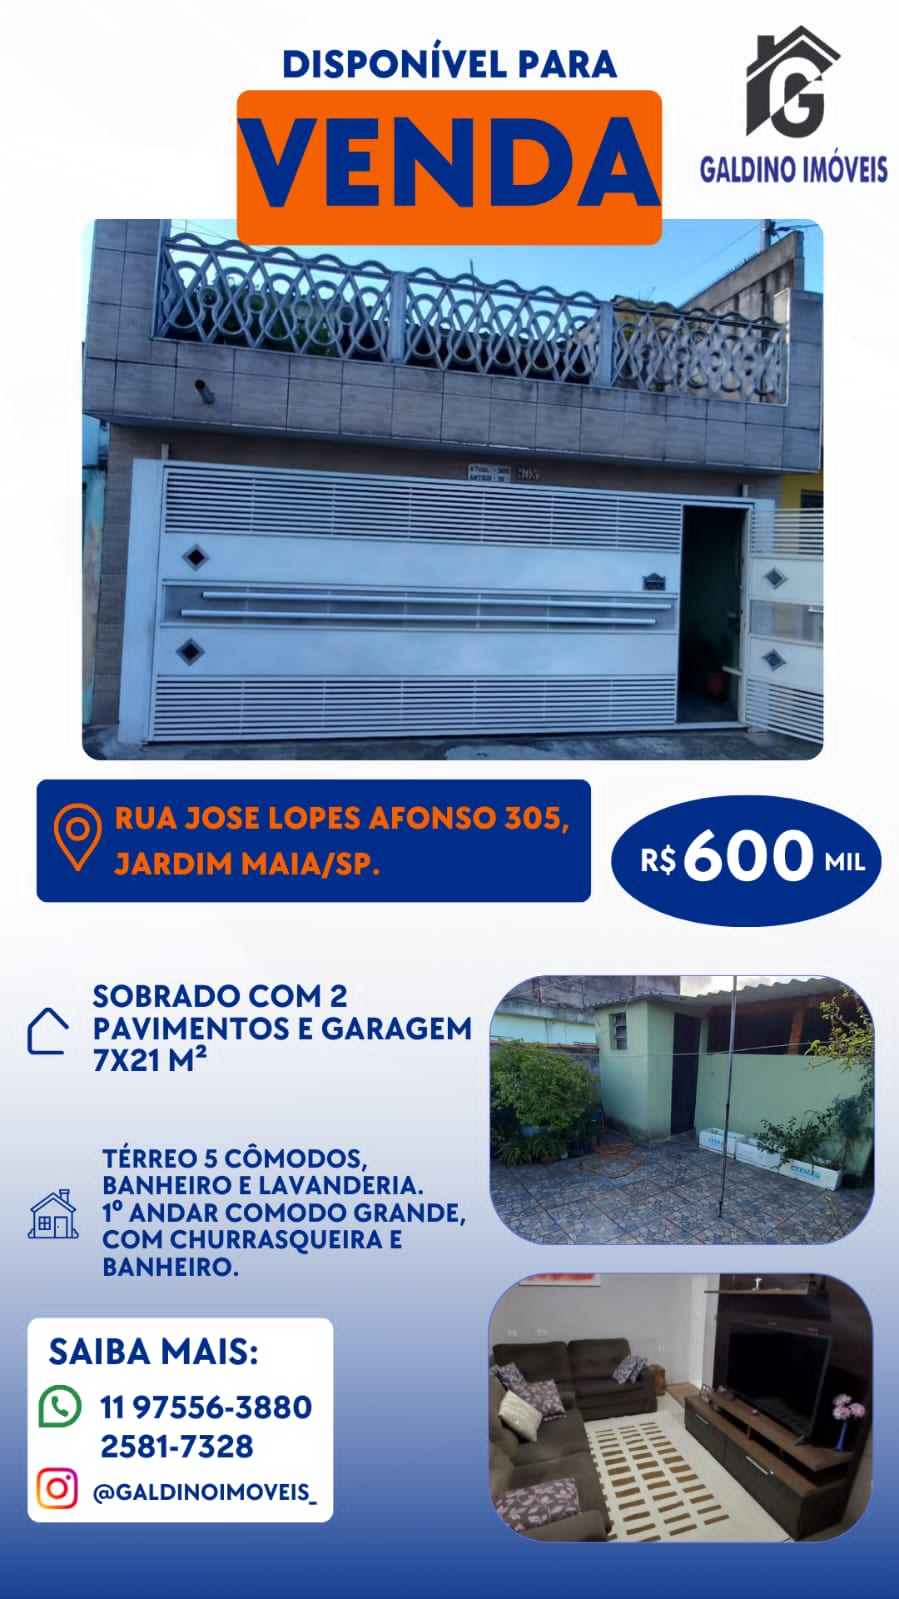 DISPONÍVEL PARA
VENDA
GALDINO IMÓVEIS
305
RUA JOSE LOPES AFONSO 305,
JARDIM MAIA/SP.
R$ 600 MIL
SOBRADO COM 2
PAVIMENTOS E GARAGEM
7X21 M²
TÉRREO 5 CÔMODOS,
BANHEIRO E LAVANDERIA.
1º ANDAR COMODO GRANDE,
COM CHURRASQUEIRA E
BANHEIRO.
SAIBA MAIS:
11 97556-3880
2581-7328
@GALDINOIMOVEIS_